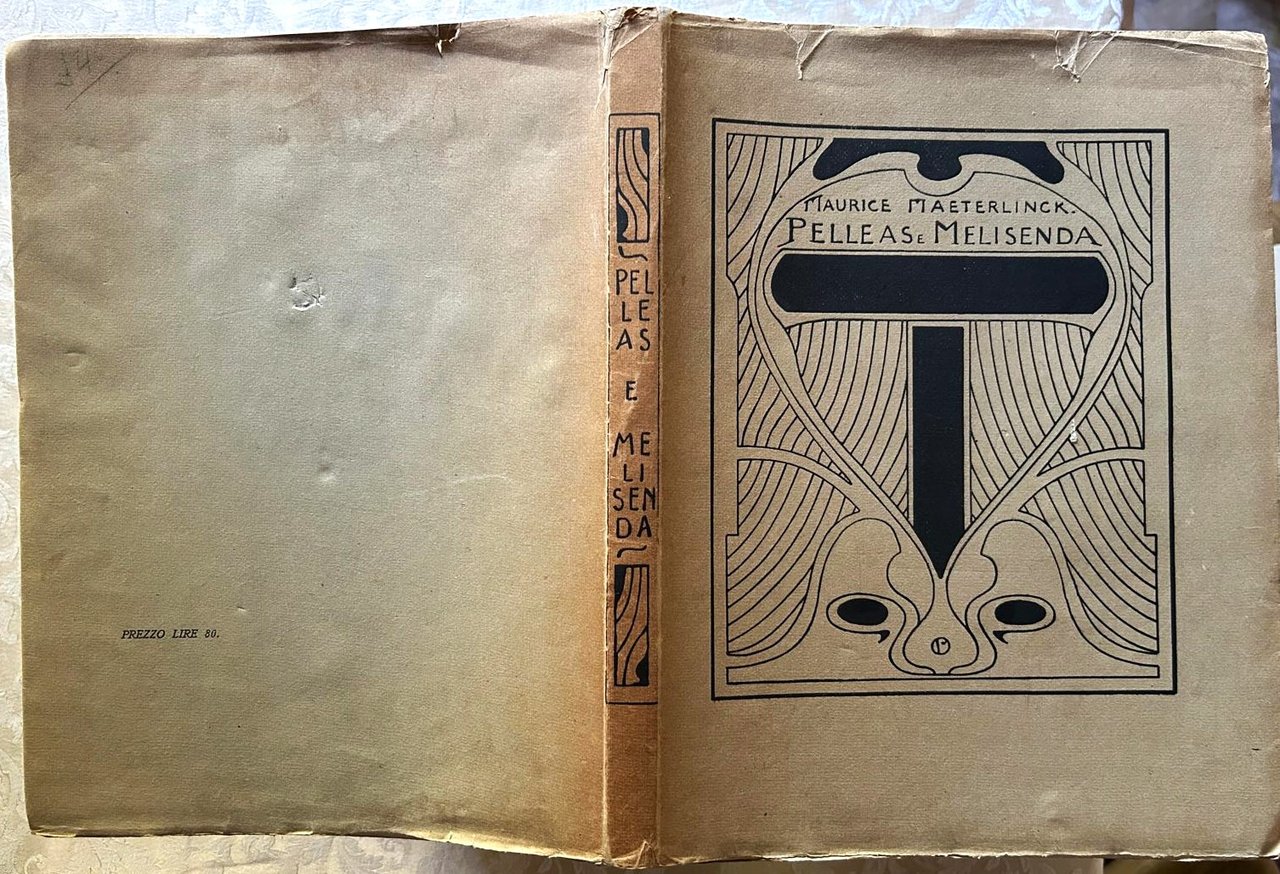 PREZZO LIRE 80.
PEL
LE
AS
E
ME
LI
SEN
DA
MAURICE MAETERLINCK.
PELLEAS E MELISENDA